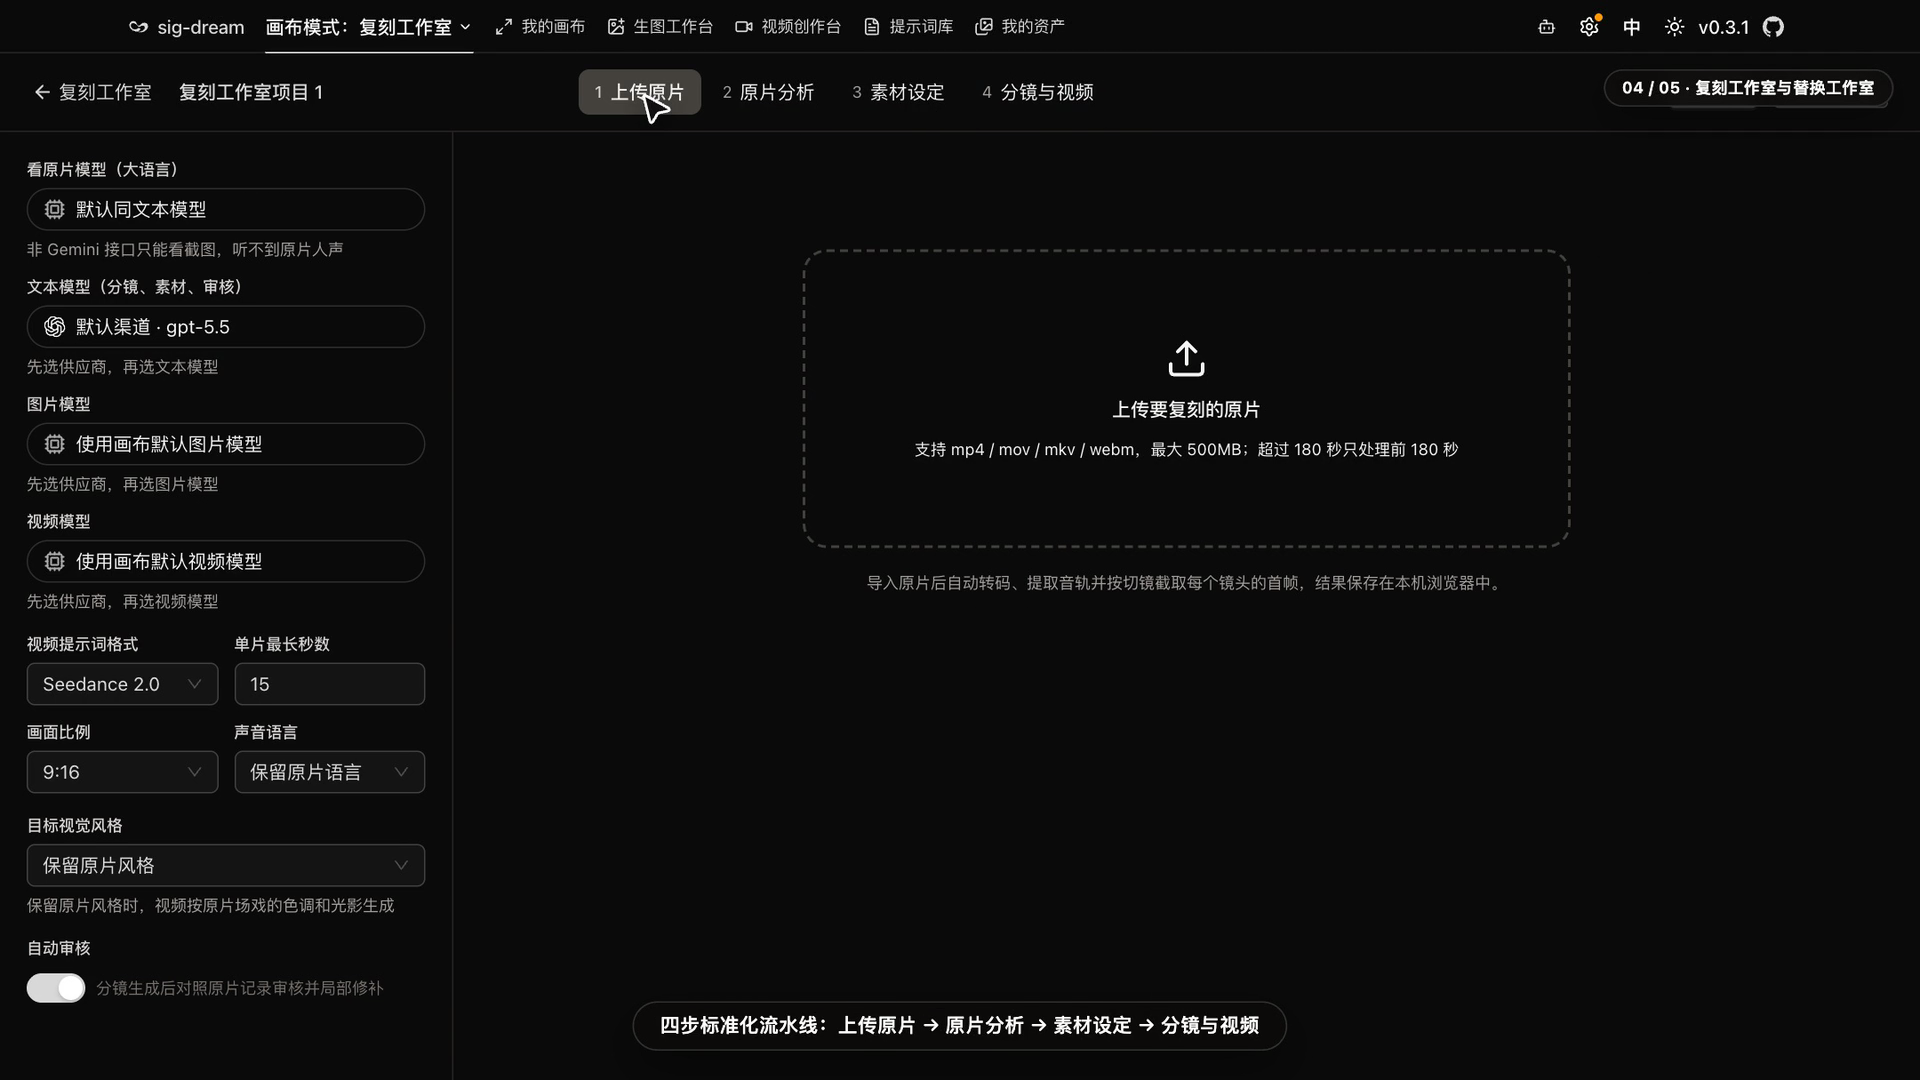 sig-dream 画布模式：复刻工作室 我的画布 生图工作台 视频创作台 提示词库 我的资产 中 v0.3.1
复刻工作室 复刻工作室项目 1 1 上传原片 2 原片分析 3 素材设定 4 分镜与视频 04 / 05 · 复刻工作室与替换工作室
看原片模型（大语言）
默认同文本模型
非 Gemini 接口只能看截图，听不到原片人声
文本模型（分镜、素材、审核）
默认渠道 · gpt-5.5
先选供应商，再选文本模型
图片模型
使用画布默认图片模型
先选供应商，再选图片模型
视频模型
使用画布默认视频模型
先选供应商，再选视频模型
视频提示词格式 单片最长秒数
Seedance 2.0 15
画面比例 声音语言
9:16 保留原片语言
目标视觉风格
保留原片风格
保留原片风格时，视频按原片场戏的色调和光影生成
自动审核
分镜生成后对照原片记录审核并局部修补
上传要复刻的原片
支持 mp4 / mov / mkv / webm，最大 500MB；超过 180 秒只处理前 180 秒
导入原片后自动转码、提取音轨并按切镜截取每个镜头的首帧，结果保存在本机浏览器中。
四步标准化流水线：上传原片 → 原片分析 → 素材设定 → 分镜与视频